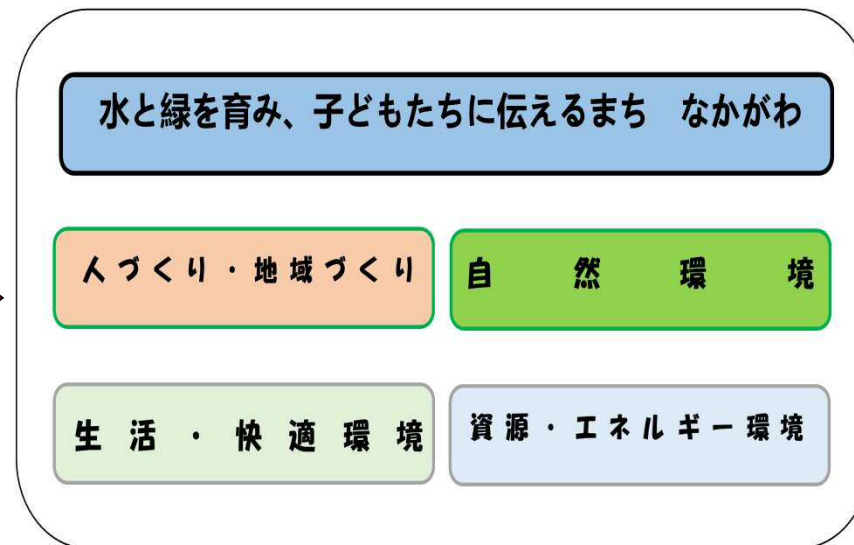 水と緑を育み、子どもたちに伝えるまち　なかがわ
人づくり・地域づくり
自然環境
生活・快適環境
資源・エネルギー環境